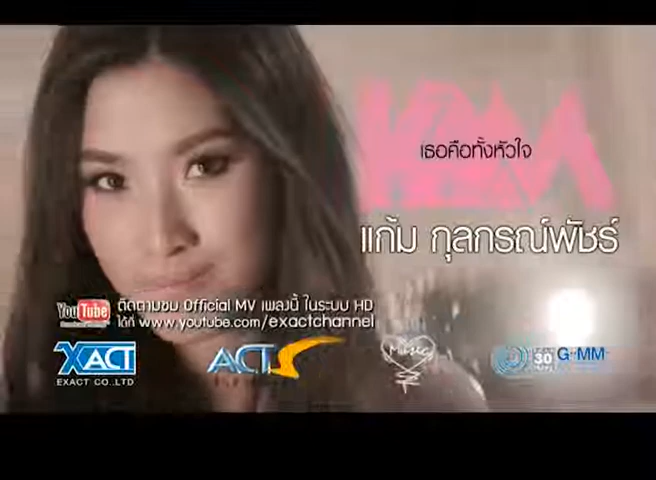 เธอคือทั้งหัวใจ
แก้ม กุลกรณ์พัชร์
YouTube ติดตามชม Official MV เพลงนี้ ในระบบ HD
ได้ที่ www.youtube.com/exactchannel
XACT
EXACT CO.,LTD
ACTS
Music
30
G"MM'